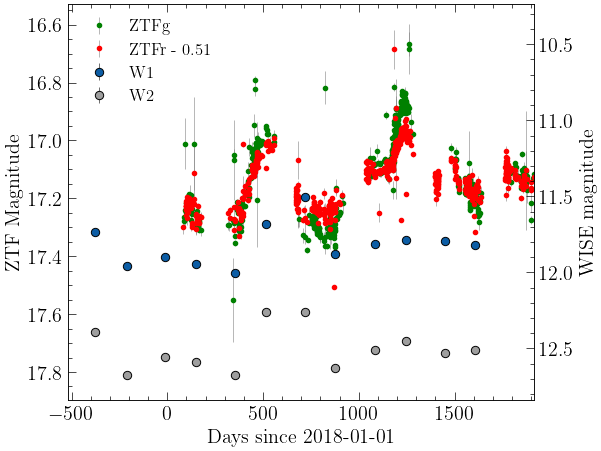 ZTFg
ZTFr - 0.51
W1
W2
16.6
16.8
17.0
17.2
17.4
17.6
17.8
ZTF Magnitude
10.5
11.0
11.5
12.0
12.5
WISE magnitude
−500 0 500 1000 1500
Days since 2018-01-01